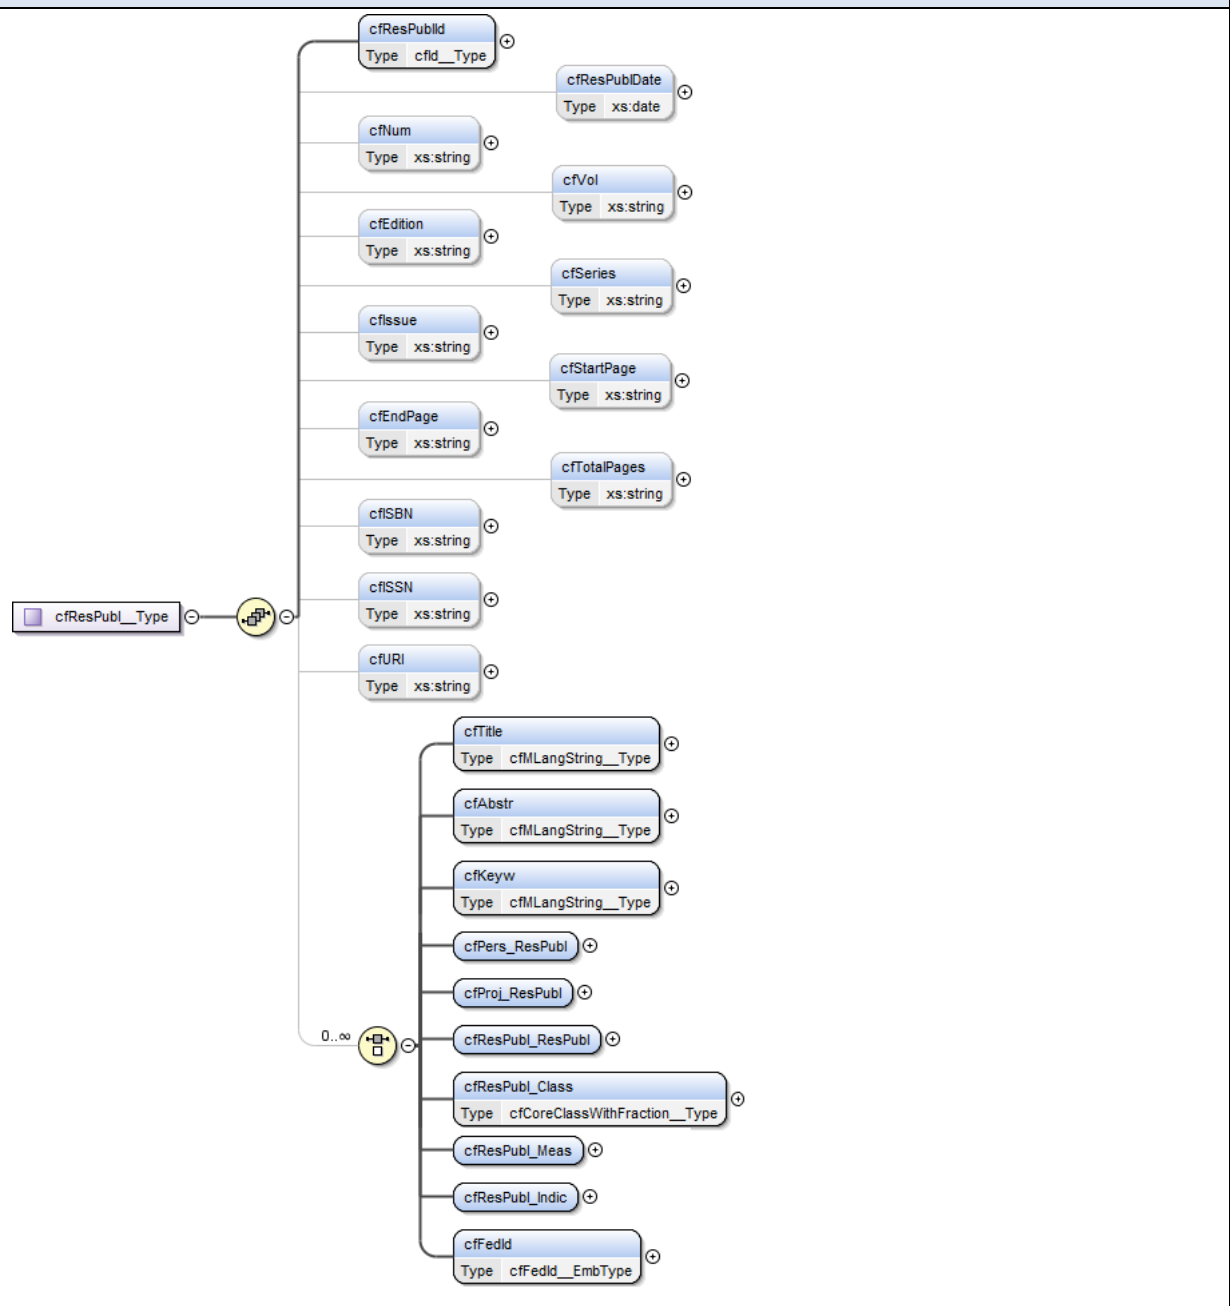 cfResPublId
Type cfId__Type
cfResPublDate
Type xs:date
cfNum
Type xs:string
cfVol
Type xs:string
cfEdition
Type xs:string
cfSeries
Type xs:string
cfIssue
Type xs:string
cfStartPage
Type xs:string
cfEndPage
Type xs:string
cfTotalPages
Type xs:string
cfISBN
Type xs:string
cfISSN
Type xs:string
cfResPubl__Type
cfURI
Type xs:string
cfTitle
Type cfMLangString__Type
cfAbstr
Type cfMLangString__Type
cfKeyw
Type cfMLangString__Type
cfPers_ResPubl
cfProj_ResPubl
0..∞
cfResPubl_ResPubl
cfResPubl_Class
Type cfCoreClassWithFraction__Type
cfResPubl_Meas
cfResPubl_Indic
cfFedId
Type cfFedId__EmbType